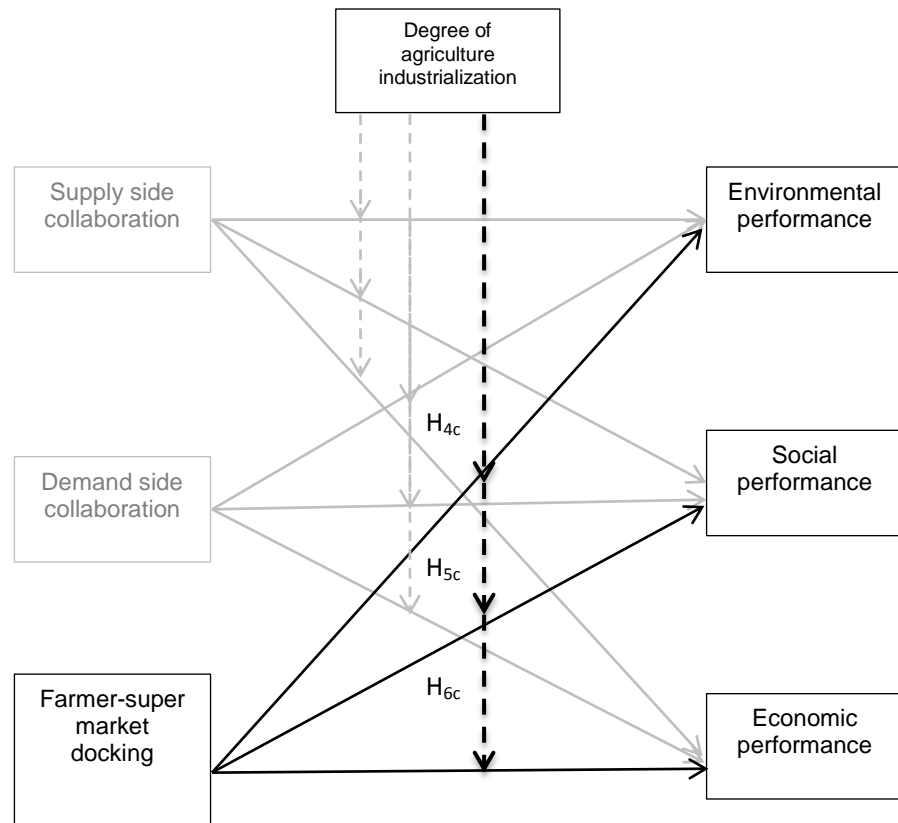 Degree of
agriculture
industrialization
Supply side
collaboration
Environmental
performance
H4c
Demand side
collaboration
Social
performance
H5c
H6c
Farmer-super
market
docking
Economic
performance